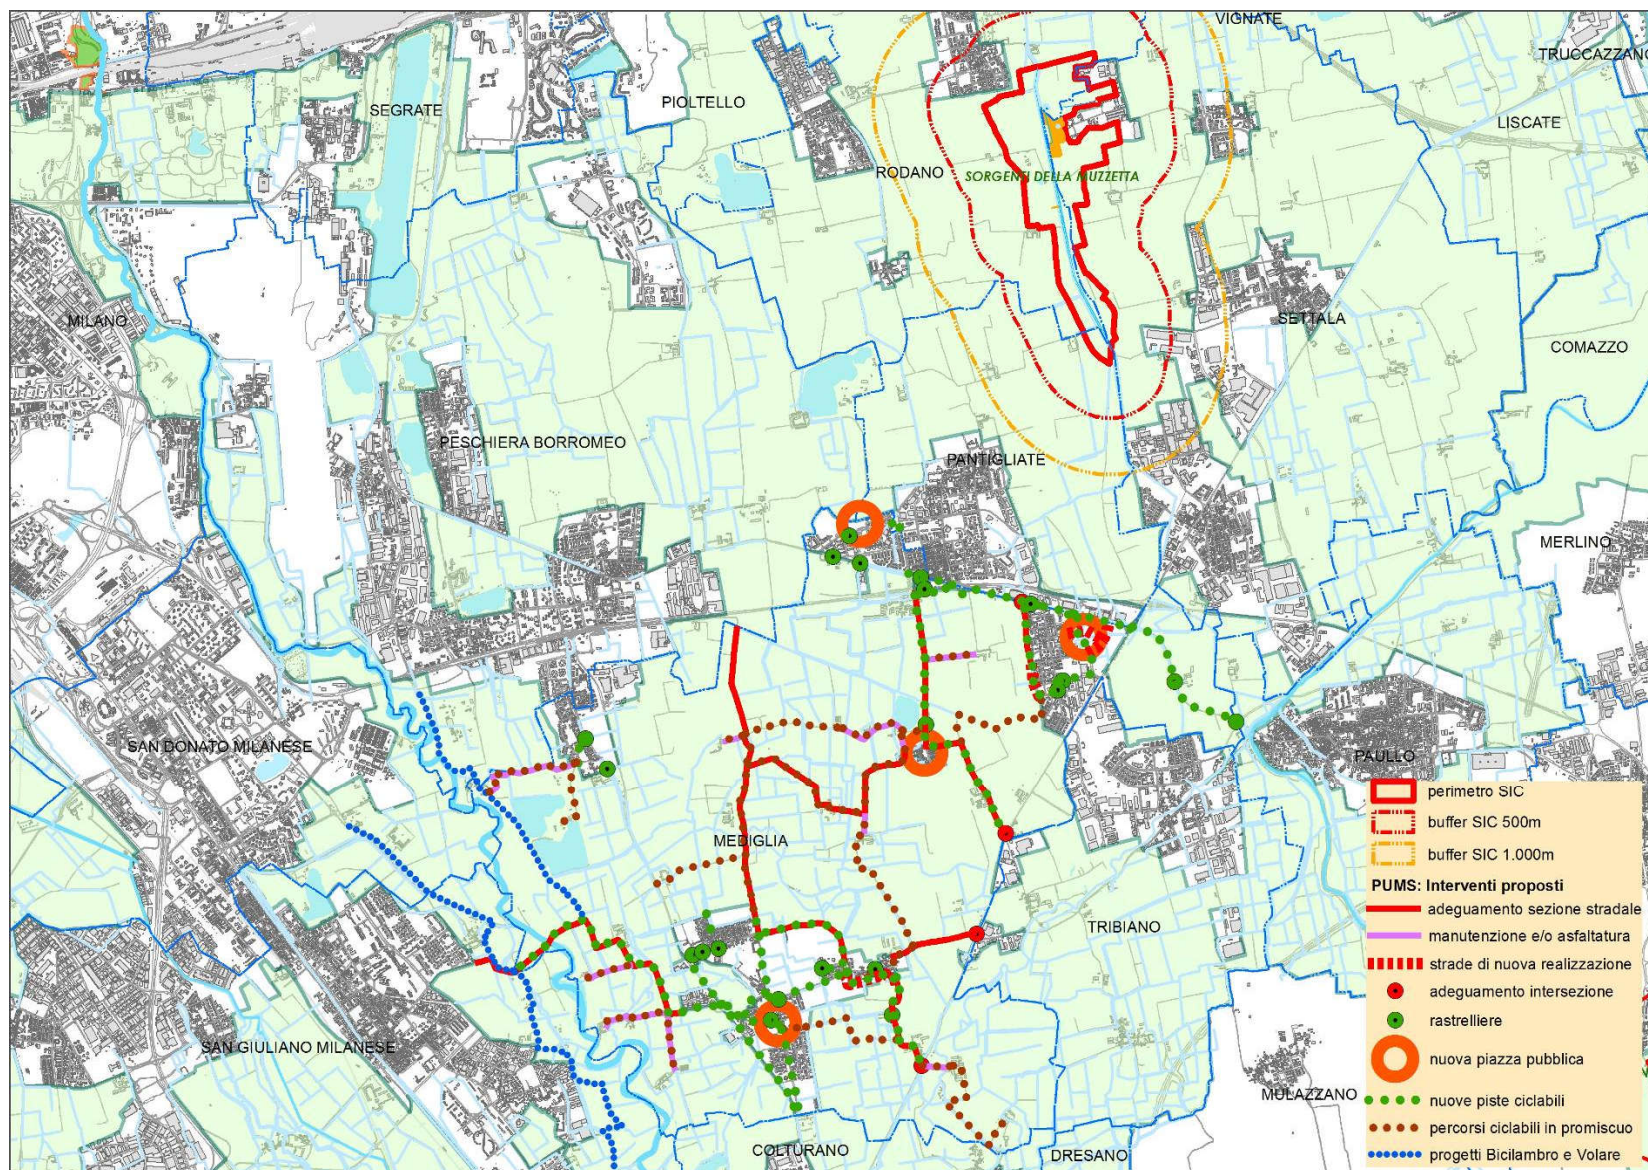 VIGNATE
TRUCCAZZANO
SEGRATE
PIOLTELLO
LISCATE
RODANO
SORGENTI DELLA MUZZETTA
MILANO
SETTALA
COMAZZO
PESCHIERA BORROMEO
PANTIGLIATE
MERLINO
SAN DONATO MILANESE
PAULLO
MEDIGLIA
TRIBIANO
SAN GIULIANO MILANESE
MULAZZANO
COLTURANO
DRESANO
perimetro SIC
buffer SIC 500m
buffer SIC 1.000m
PUMS: Interventi proposti
adeguamento sezione stradale
manutenzione e/o asfaltatura
strade di nuova realizzazione
adeguamento intersezione
rastrelliere
nuova piazza pubblica
nuove piste ciclabili
percorsi ciclabili in promiscuo
progetti Bicilambro e Volare